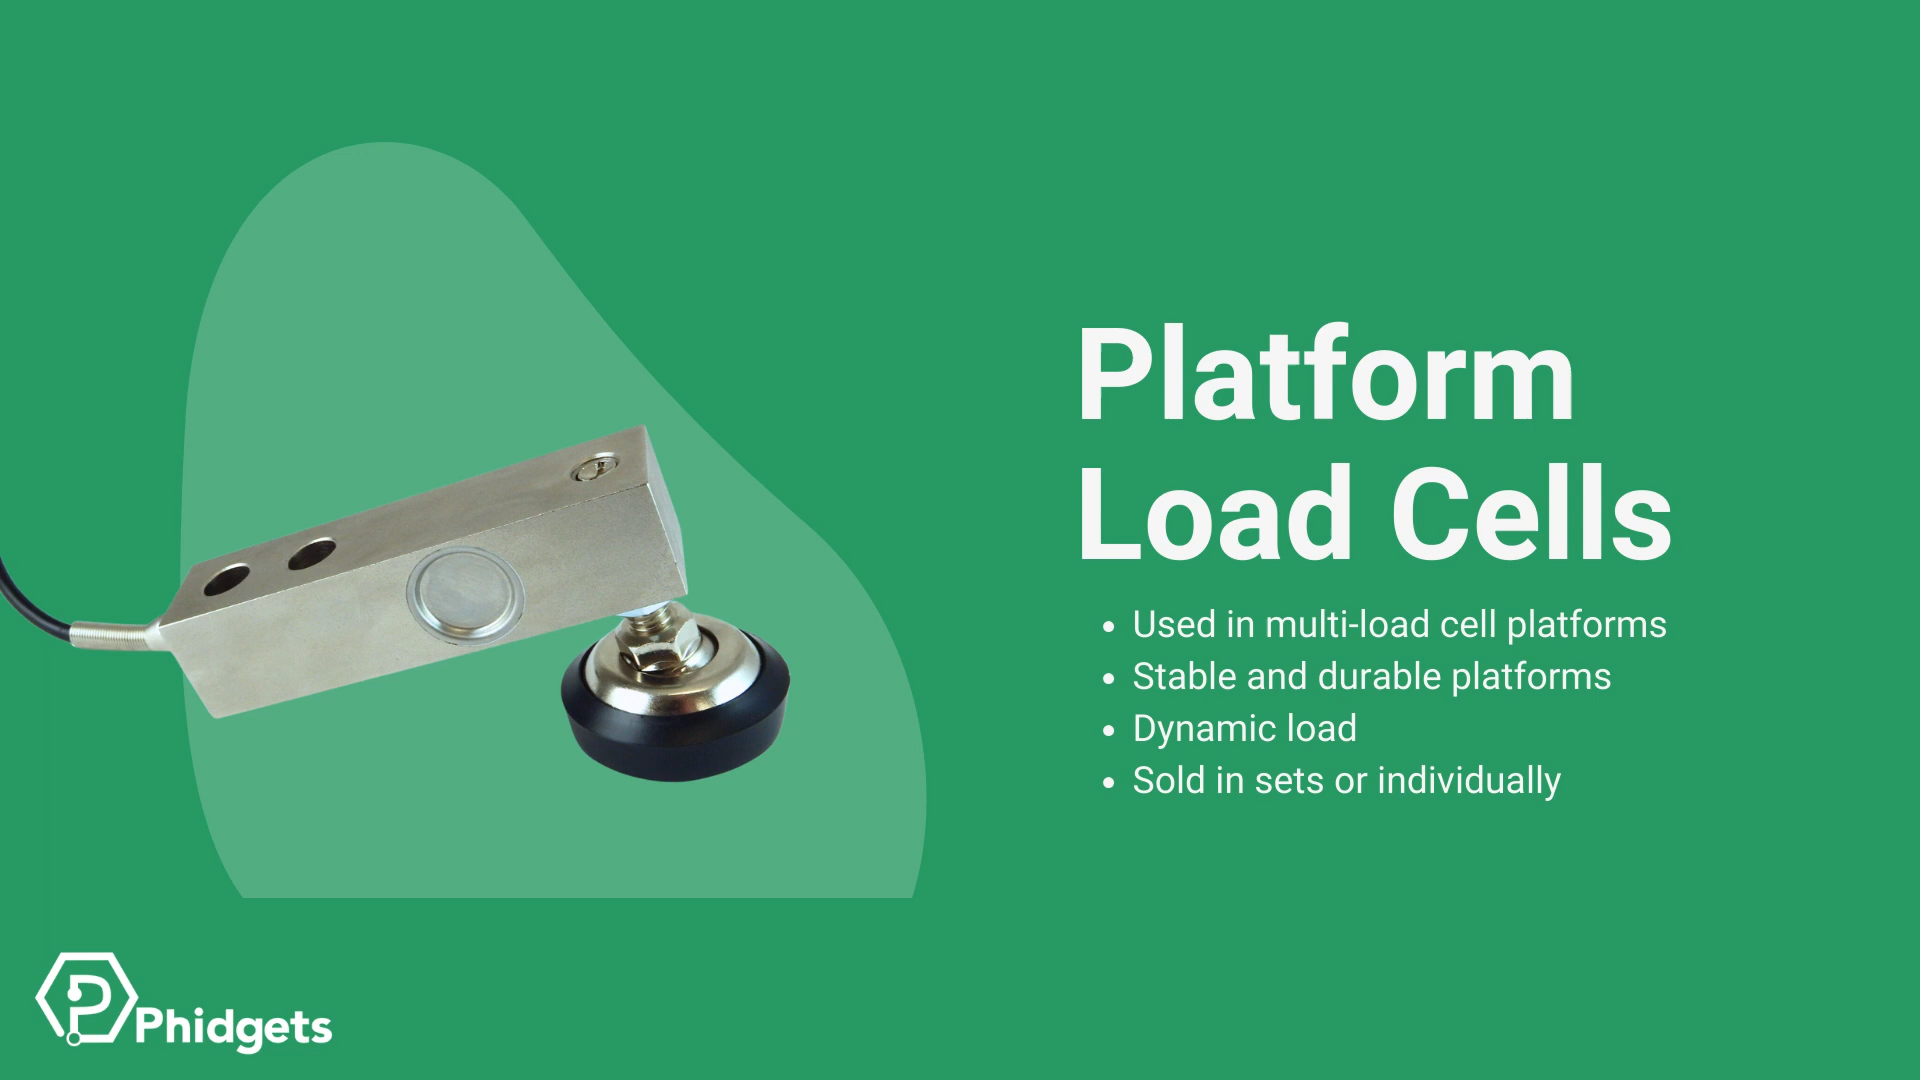 Platform
Load Cells
• Used in multi-load cell platforms
• Stable and durable platforms
• Dynamic load
• Sold in sets or individually
Phidgets